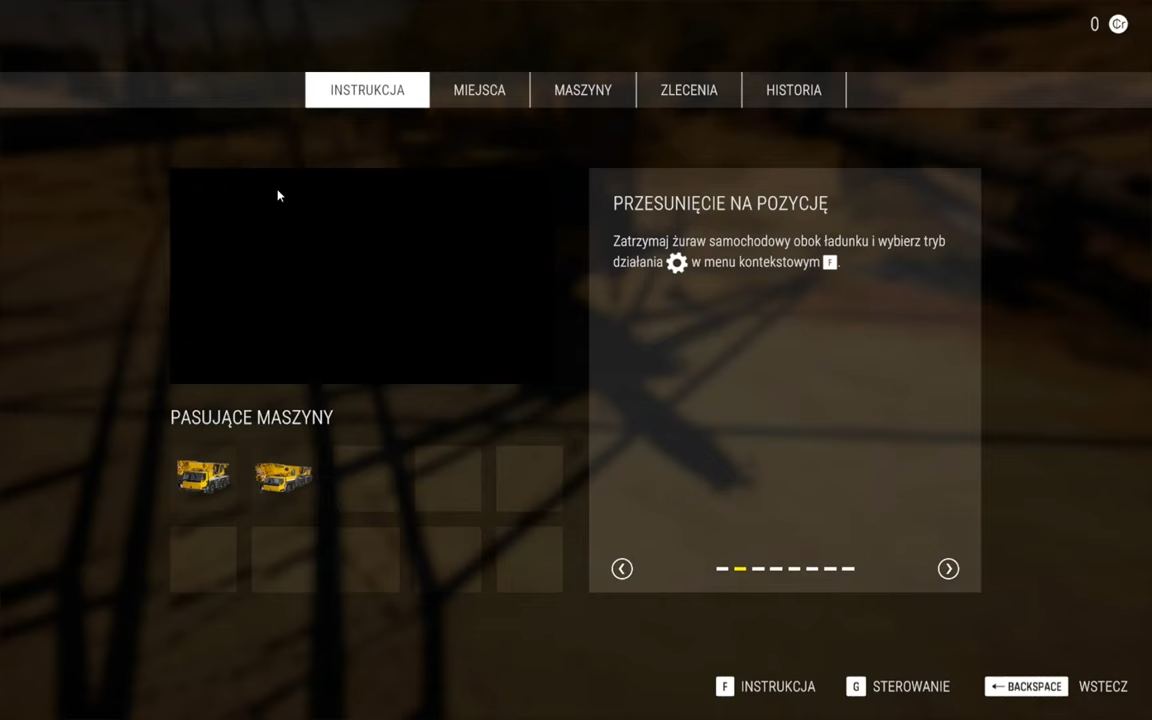 0 Cr
INSTRUKCJA MIEJSCA MASZYNY ZLECENIA HISTORIA
PRZESUNIĘCIE NA POZYCJĘ
Zatrzymaj żuraw samochodowy obok ładunku i wybierz tryb
działania w menu kontekstowym F.
PASUJĄCE MASZYNY
F INSTRUKCJA G STEROWANIE ← BACKSPACE WSTECZ